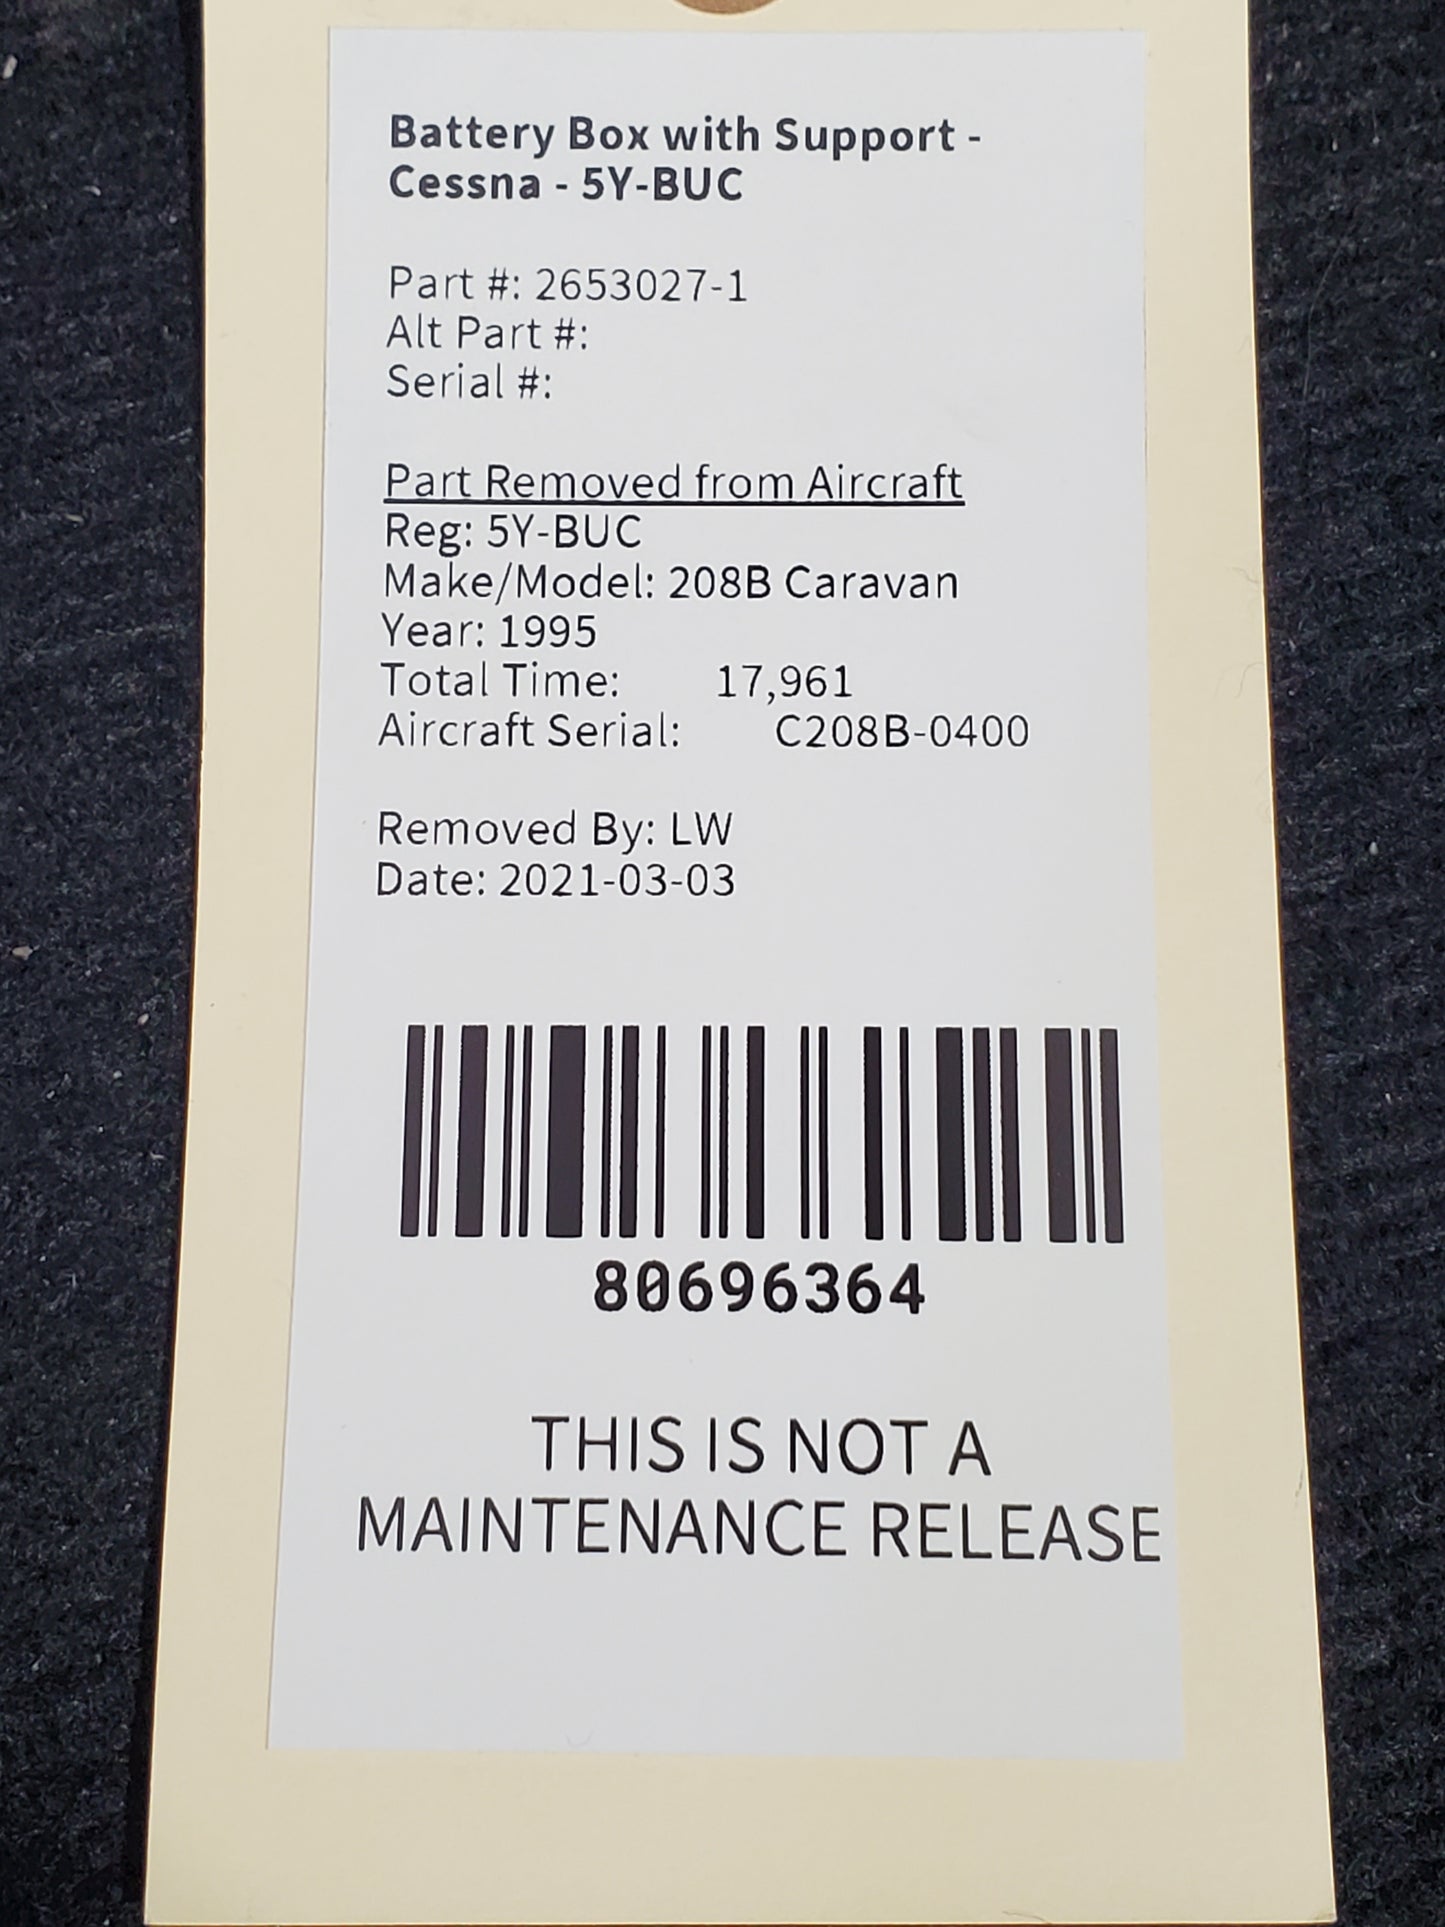 Battery Box with Support -
Cessna - 5Y-BUC
Part #: 2653027-1
Alt Part #:
Serial #:
Part Removed from Aircraft
Reg: 5Y-BUC
Make/Model: 208B Caravan
Year: 1995
Total Time: 17,961
Aircraft Serial: C208B-0400
Removed By: LW
Date: 2021-03-03
80696364
THIS IS NOT A
MAINTENANCE RELEASE